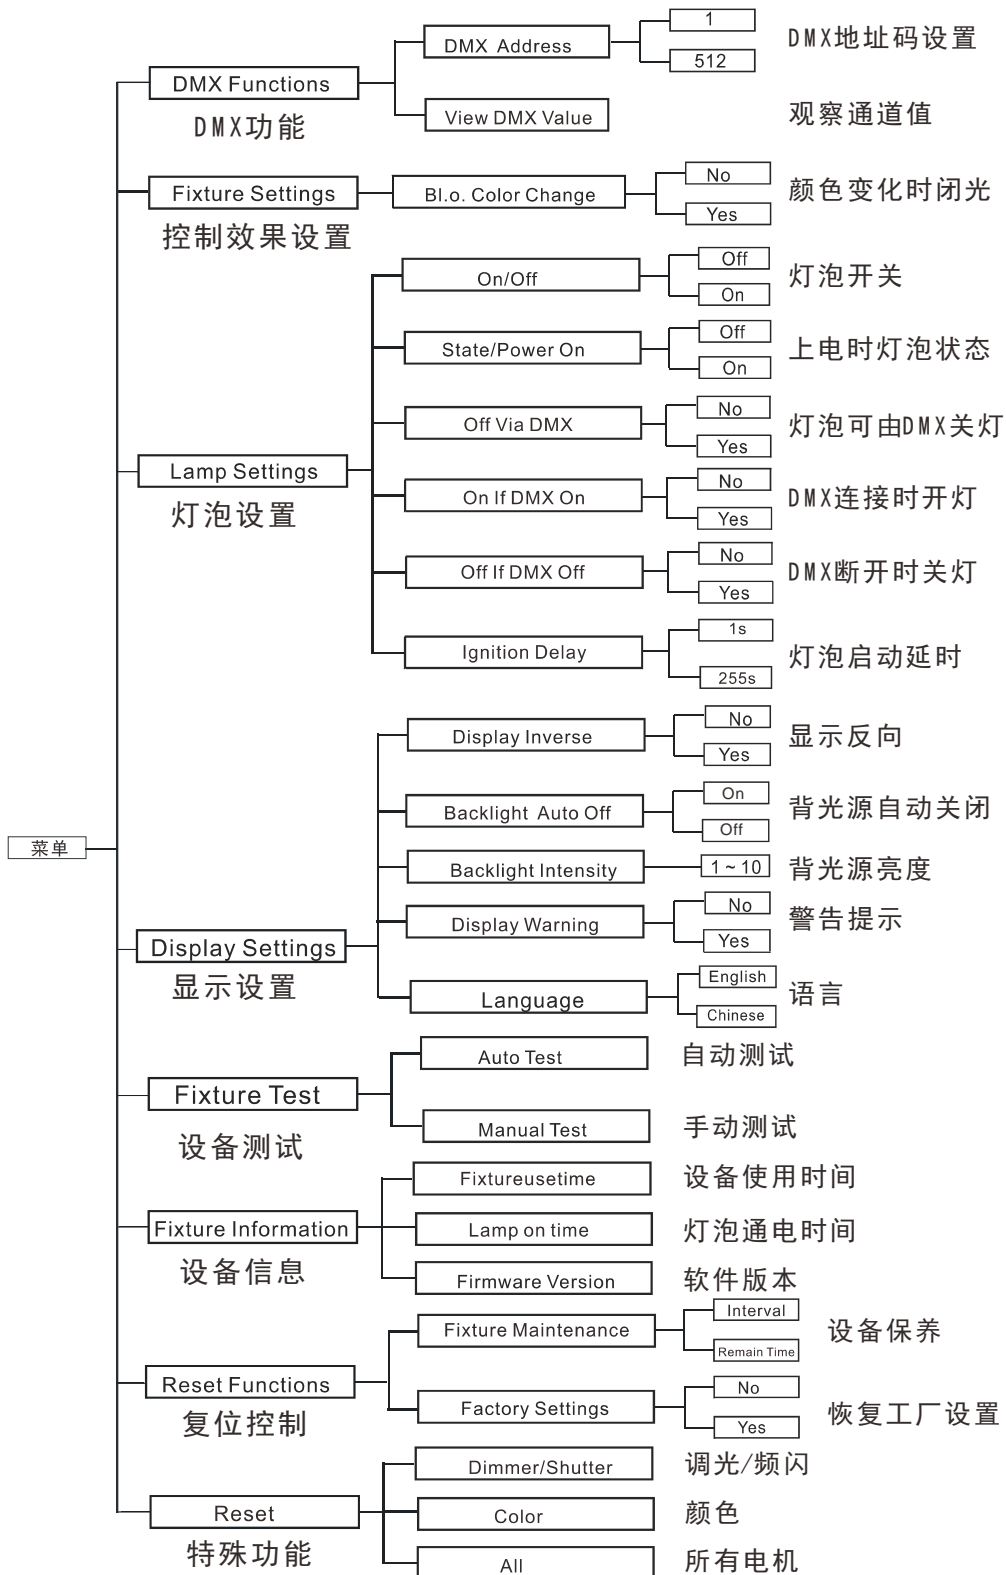 菜单
DMX Functions
DMX功能
DMX Address
1
512
DMX地址码设置
View DMX Value
观察通道值
Fixture Settings
控制效果设置
Bl.o. Color Change
No
Yes
颜色变化时闭光
Lamp Settings
灯泡设置
On/Off
Off
On
灯泡开关
State/Power On
Off
On
上电时灯泡状态
Off Via DMX
No
Yes
灯泡可由DMX关灯
On If DMX On
No
Yes
DMX连接时开灯
Off If DMX Off
No
Yes
DMX断开时关灯
Ignition Delay
1s
255s
灯泡启动延时
Display Settings
显示设置
Display Inverse
No
Yes
显示反向
Backlight Auto Off
On
Off
背光源自动关闭
Backlight Intensity
1~10
背光源亮度
Display Warning
No
Yes
警告提示
Language
English
Chinese
语言
Fixture Test
设备测试
Auto Test
自动测试
Manual Test
手动测试
Fixture Information
设备信息
Fixtureusetime
设备使用时间
Lamp on time
灯泡通电时间
Firmware Version
软件版本
Reset Functions
复位控制
Fixture Maintenance
Interval
Remain Time
设备保养
Factory Settings
No
Yes
恢复工厂设置
Reset
特殊功能
Dimmer/Shutter
调光/频闪
Color
颜色
All
所有电机